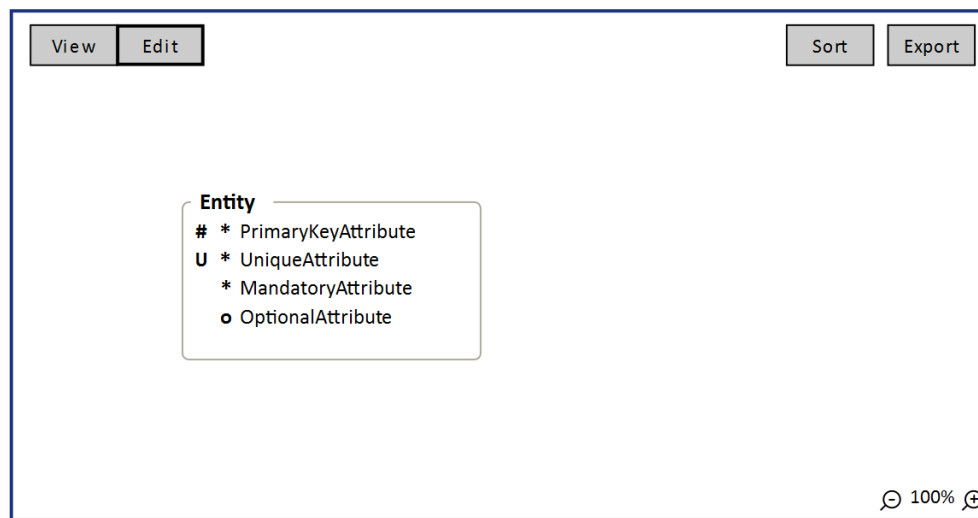 View Edit Sort Export
Entity
# * PrimaryKeyAttribute
U * UniqueAttribute
* MandatoryAttribute
o OptionalAttribute
100%